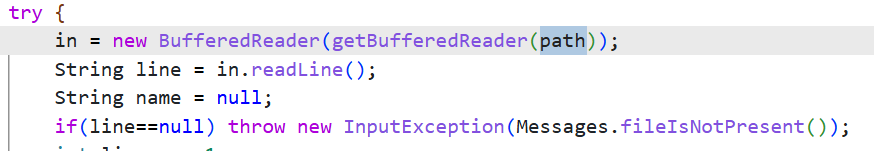 try {
in = new BufferedReader(getBufferedReader(path));
String line = in.readLine();
String name = null;
if(line==null) throw new InputException(Messages.fileIsNotPresent());